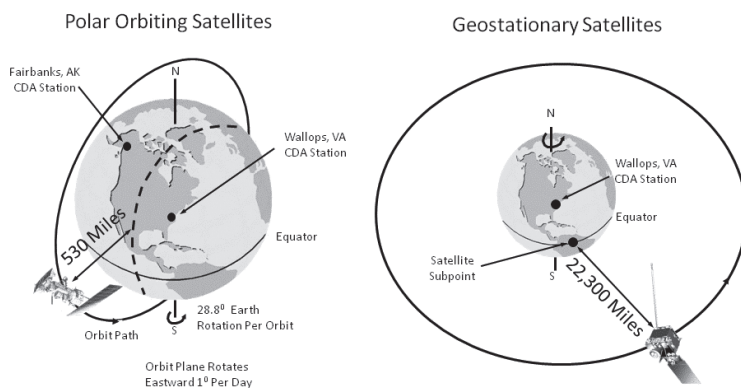 Polar Orbiting Satellites
Fairbanks, AK
CDA Station
N
Wallops, VA
CDA Station
530 Miles
Equator
28.8⁰ Earth
Rotation Per Orbit
S
Orbit Path
Orbit Plane Rotates
Eastward 1⁰ Per Day
Geostationary Satellites
N
Wallops, VA
CDA Station
Equator
Satellite
Subpoint
S
22,300 Miles